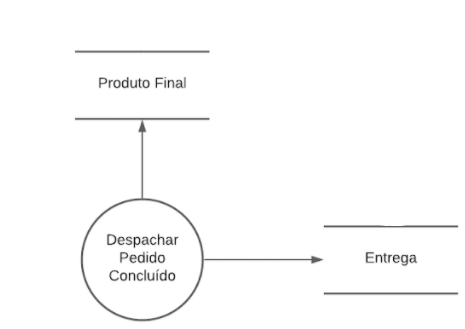 Produto Final
Despachar
Pedido
Concluído
Entrega